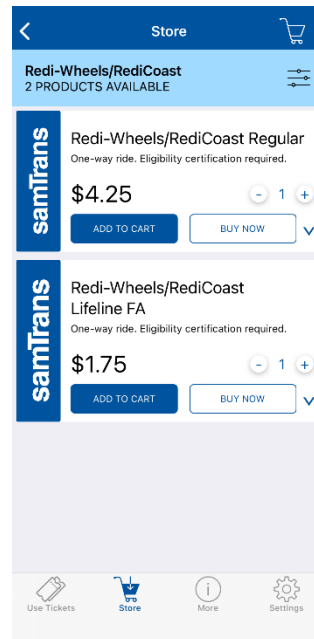 Store
Redi-Wheels/RediCoast
2 PRODUCTS AVAILABLE
samTrans
Redi-Wheels/RediCoast Regular
One-way ride. Eligibility certification required.
$4.25
- 1 +
ADD TO CART
BUY NOW
samTrans
Redi-Wheels/RediCoast
Lifeline FA
One-way ride. Eligibility certification required.
$1.75
- 1 +
ADD TO CART
BUY NOW
Use Tickets
Store
More
Settings